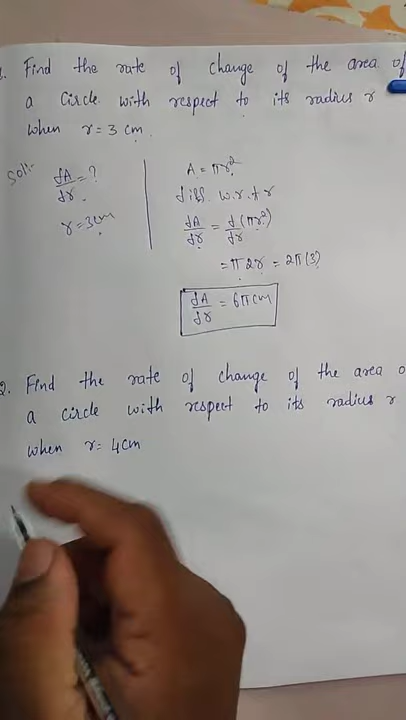 1. Find the rate of change of the area of
a circle with respect to its radius r
when r = 3 cm.
Sol:-
dA/dr = ?
r = 3cm
A = πr²
diff. w.r.t r
dA/dr = d/dr (πr²)
= π 2r = 2π(3)
dA/dr = 6π cm
2. Find the rate of change of the area o
a circle with respect to its radius r
when r = 4cm